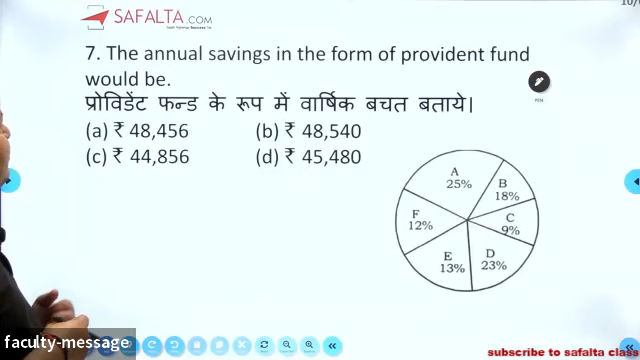 SAFALTA.COM
7. The annual savings in the form of provident fund
would be.
प्रोविडेंट फन्ड के रूप में वार्षिक बचत बताये।
(a) ₹ 48,456 (b) ₹ 48,540
(c) ₹ 44,856 (d) ₹ 45,480
PEN
A
25%
B
18%
C
9%
D
23%
E
13%
F
12%
faculty-message
subscribe to safalta class